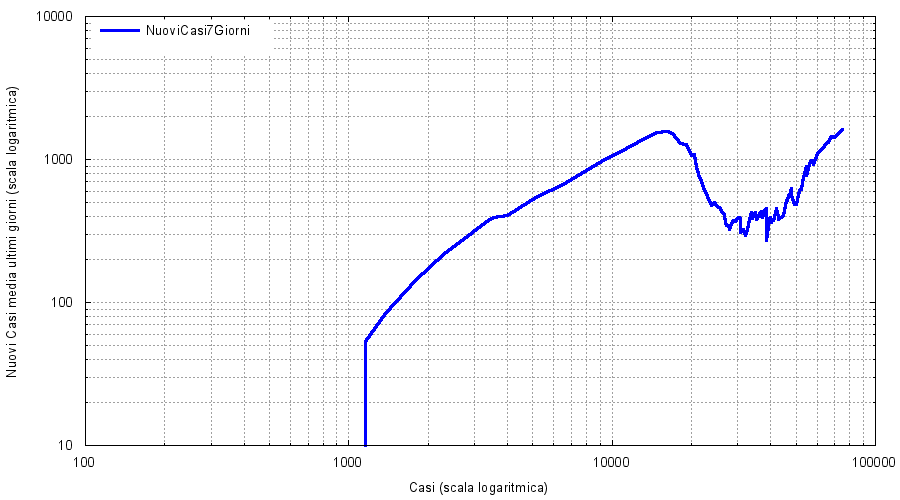 10000
NuoviCasi7Giorni
1000
100
10
Nuovi Casi media ultimi giorni (scala logaritmica)
100 1000 10000 100000
Casi (scala logaritmica)